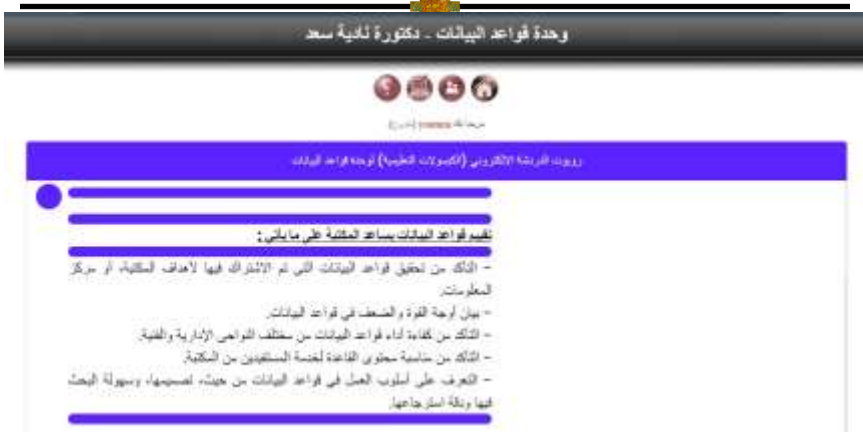 وحدة قواعد البيانات - دكتورة نادية سعد
مرحبا بك
روبوت الدردشة الالكتروني (الكبسولات التعليمية) لوحدة قواعد البيانات
تقييم قواعد البيانات يساعد المكتبة على ما يأتي :
- التأكد من تحقيق قواعد البيانات التي تم الاشتراك فيها لأهداف المكتبة، أو مركز
المعلومات.
- بيان أوجة القوة والضعف في قواعد البيانات.
- التأكد من كفاءة أداء قواعد البيانات من مختلف النواحي الإدارية والفنية.
- التأكد من مناسبة محتوى القاعدة لخدمة المستفيدين من المكتبة.
- التعرف على أسلوب العمل في قواعد البيانات من حيث، تصميمها، وسهولة البحث
فيها ودقة استرجاعها.